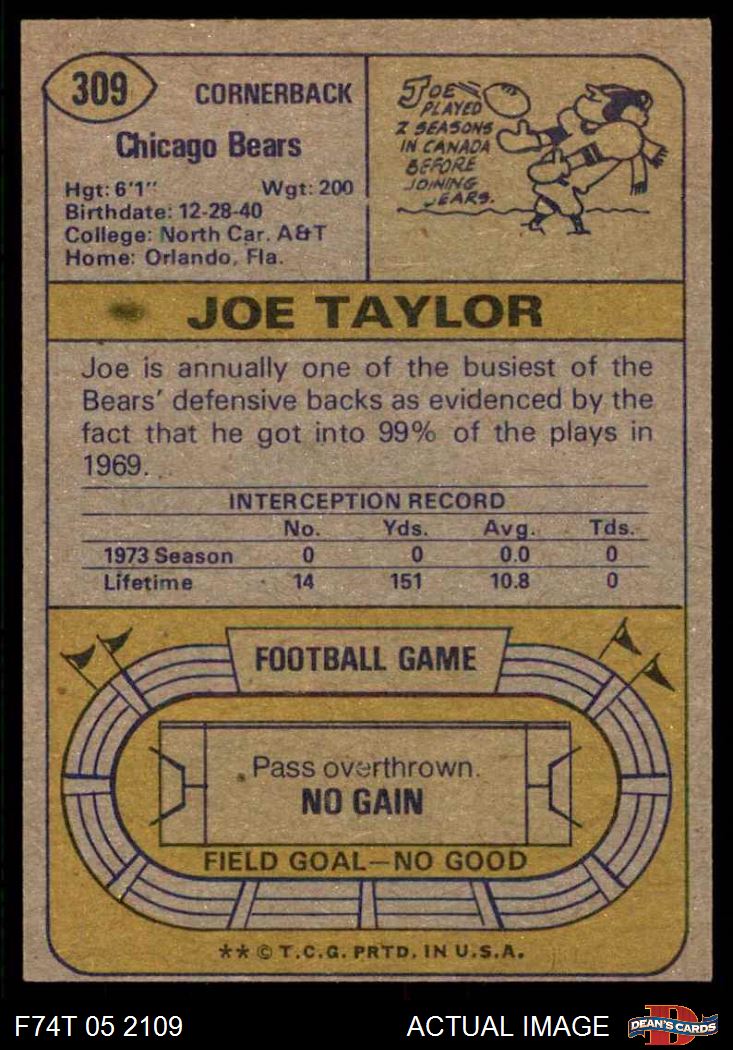 309
CORNERBACK
Chicago Bears
Hgt: 6'1"   Wgt: 200
Birthdate: 12-28-40
College: North Car. A&T
Home: Orlando, Fla.
JOE
PLAYED
2 SEASONS
IN CANADA
BEFORE
JOINING
EARS.
JOE TAYLOR
Joe is annually one of the busiest of the
Bears' defensive backs as evidenced by the
fact that he got into 99% of the plays in
1969.
INTERCEPTION RECORD
No. Yds. Avg. Tds.
1973 Season 0 0 0.0 0
Lifetime 14 151 10.8 0
FOOTBALL GAME
Pass overthrown.
NO GAIN
FIELD GOAL—NO GOOD
** © T.C.G. PRTD. IN U.S.A.
F74T 05 2109
ACTUAL IMAGE
D
DEAN'S CARDS